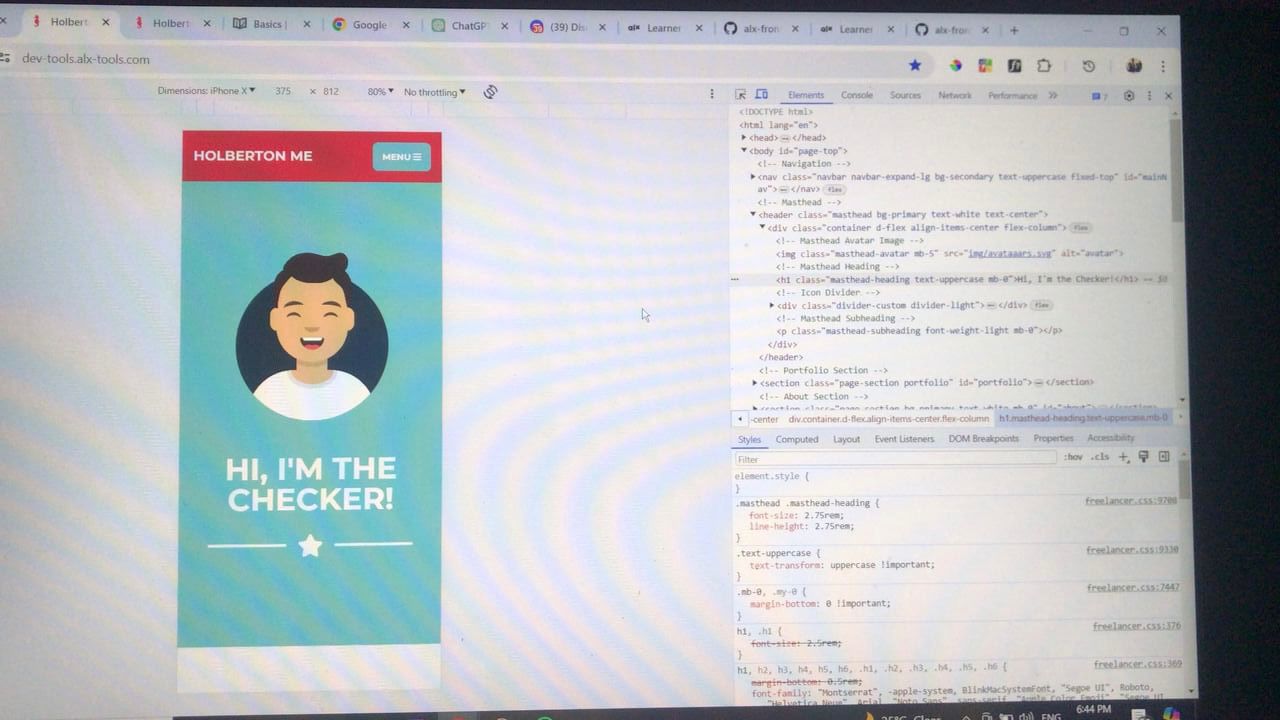 Holbert
Holbert
Basics |
Google
ChatGP
(39) Dis
alx Learner
alx-fron
alx Learner
alx-fron
dev-tools.alx-tools.com
Dimensions: iPhone X 375 × 812 80% No throttling
HOLBERTON ME
MENU
HI, I'M THE
CHECKER!
Elements Console Sources Network Performance » 7
<!DOCTYPE html>
<html lang="en">
<head> </head>
<body id="page-top">
<!-- Navigation -->
<nav class="navbar navbar-expand-lg bg-secondary text-uppercase fixed-top" id="mainN
av"> </nav> flex
<!-- Masthead -->
<header class="masthead bg-primary text-white text-center">
<div class="container d-flex align-items-center flex-column"> flex
<!-- Masthead Avatar Image -->
<img class="masthead-avatar mb-5" src="img/avataaars.svg" alt="avatar">
<!-- Masthead Heading -->
<h1 class="masthead-heading text-uppercase mb-0">Hi, I'm the Checker!</h1> == $0
<!-- Icon Divider -->
<div class="divider-custom divider-light"> </div> flex
<!-- Masthead Subheading -->
<p class="masthead-subheading font-weight-light mb-0"></p>
</div>
</header>
<!-- Portfolio Section -->
<section class="page-section portfolio" id="portfolio"> </section>
<!-- About Section -->
-center div.container.d-flex.align-items-center.flex-column h1.masthead-heading.text-uppercase.mb-0
Styles Computed Layout Event Listeners DOM Breakpoints Properties Accessibility
Filter :hov .cls +
element.style {
}
.masthead .masthead-heading { freelancer.css:9700
font-size: 2.75rem;
line-height: 2.75rem;
}
.text-uppercase { freelancer.css:9330
text-transform: uppercase !important;
}
.mb-0, .my-0 { freelancer.css:7447
margin-bottom: 0 !important;
}
h1, .h1 { freelancer.css:376
font-size: 2.5rem;
}
h1, h2, h3, h4, h5, h6, .h1, .h2, .h3, .h4, .h5, .h6 { freelancer.css:369
margin-bottom: 0.5rem;
font-family: "Montserrat", -apple-system, BlinkMacSystemFont, "Segoe UI", Roboto,
"Helvetica Neue", Arial, "Noto Sans", sans-serif, "Apple Color Emoji", "Segoe UI
25°C Clear ENG 6:44 PM